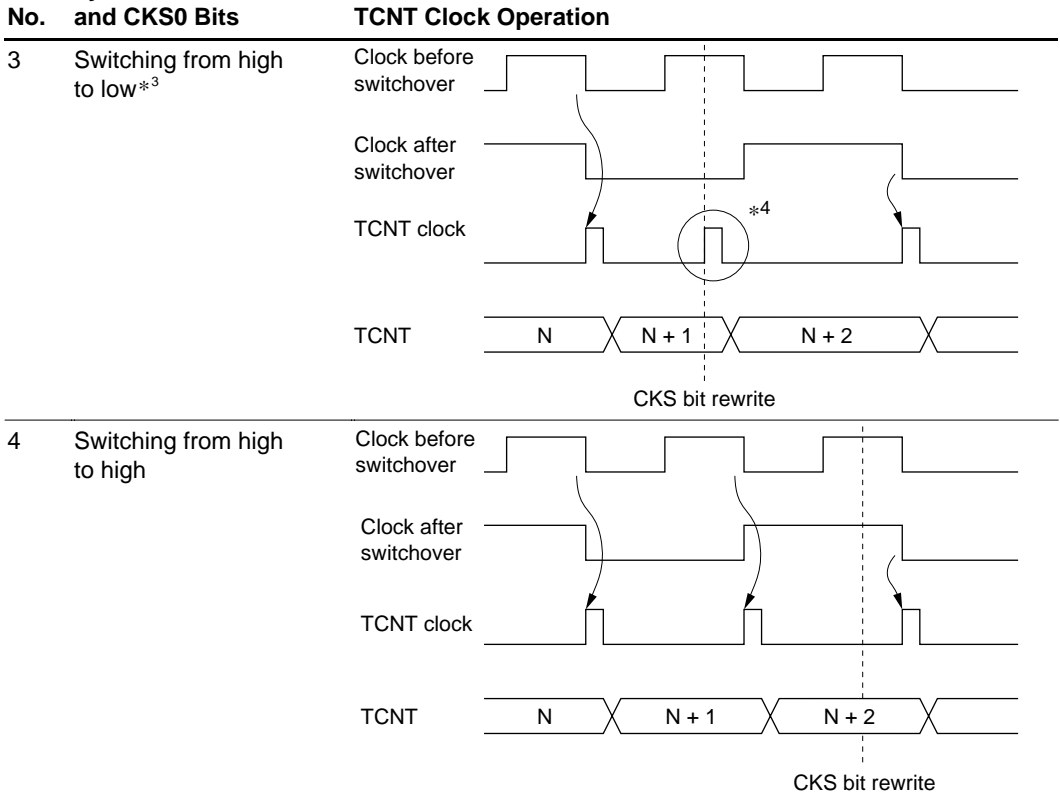 No. and CKS0 Bits TCNT Clock Operation
3 Switching from high
to low*3
Clock before
switchover
Clock after
switchover
TCNT clock
*4
TCNT N N + 1 N + 2
CKS bit rewrite
4 Switching from high
to high
Clock before
switchover
Clock after
switchover
TCNT clock
TCNT N N + 1 N + 2
CKS bit rewrite